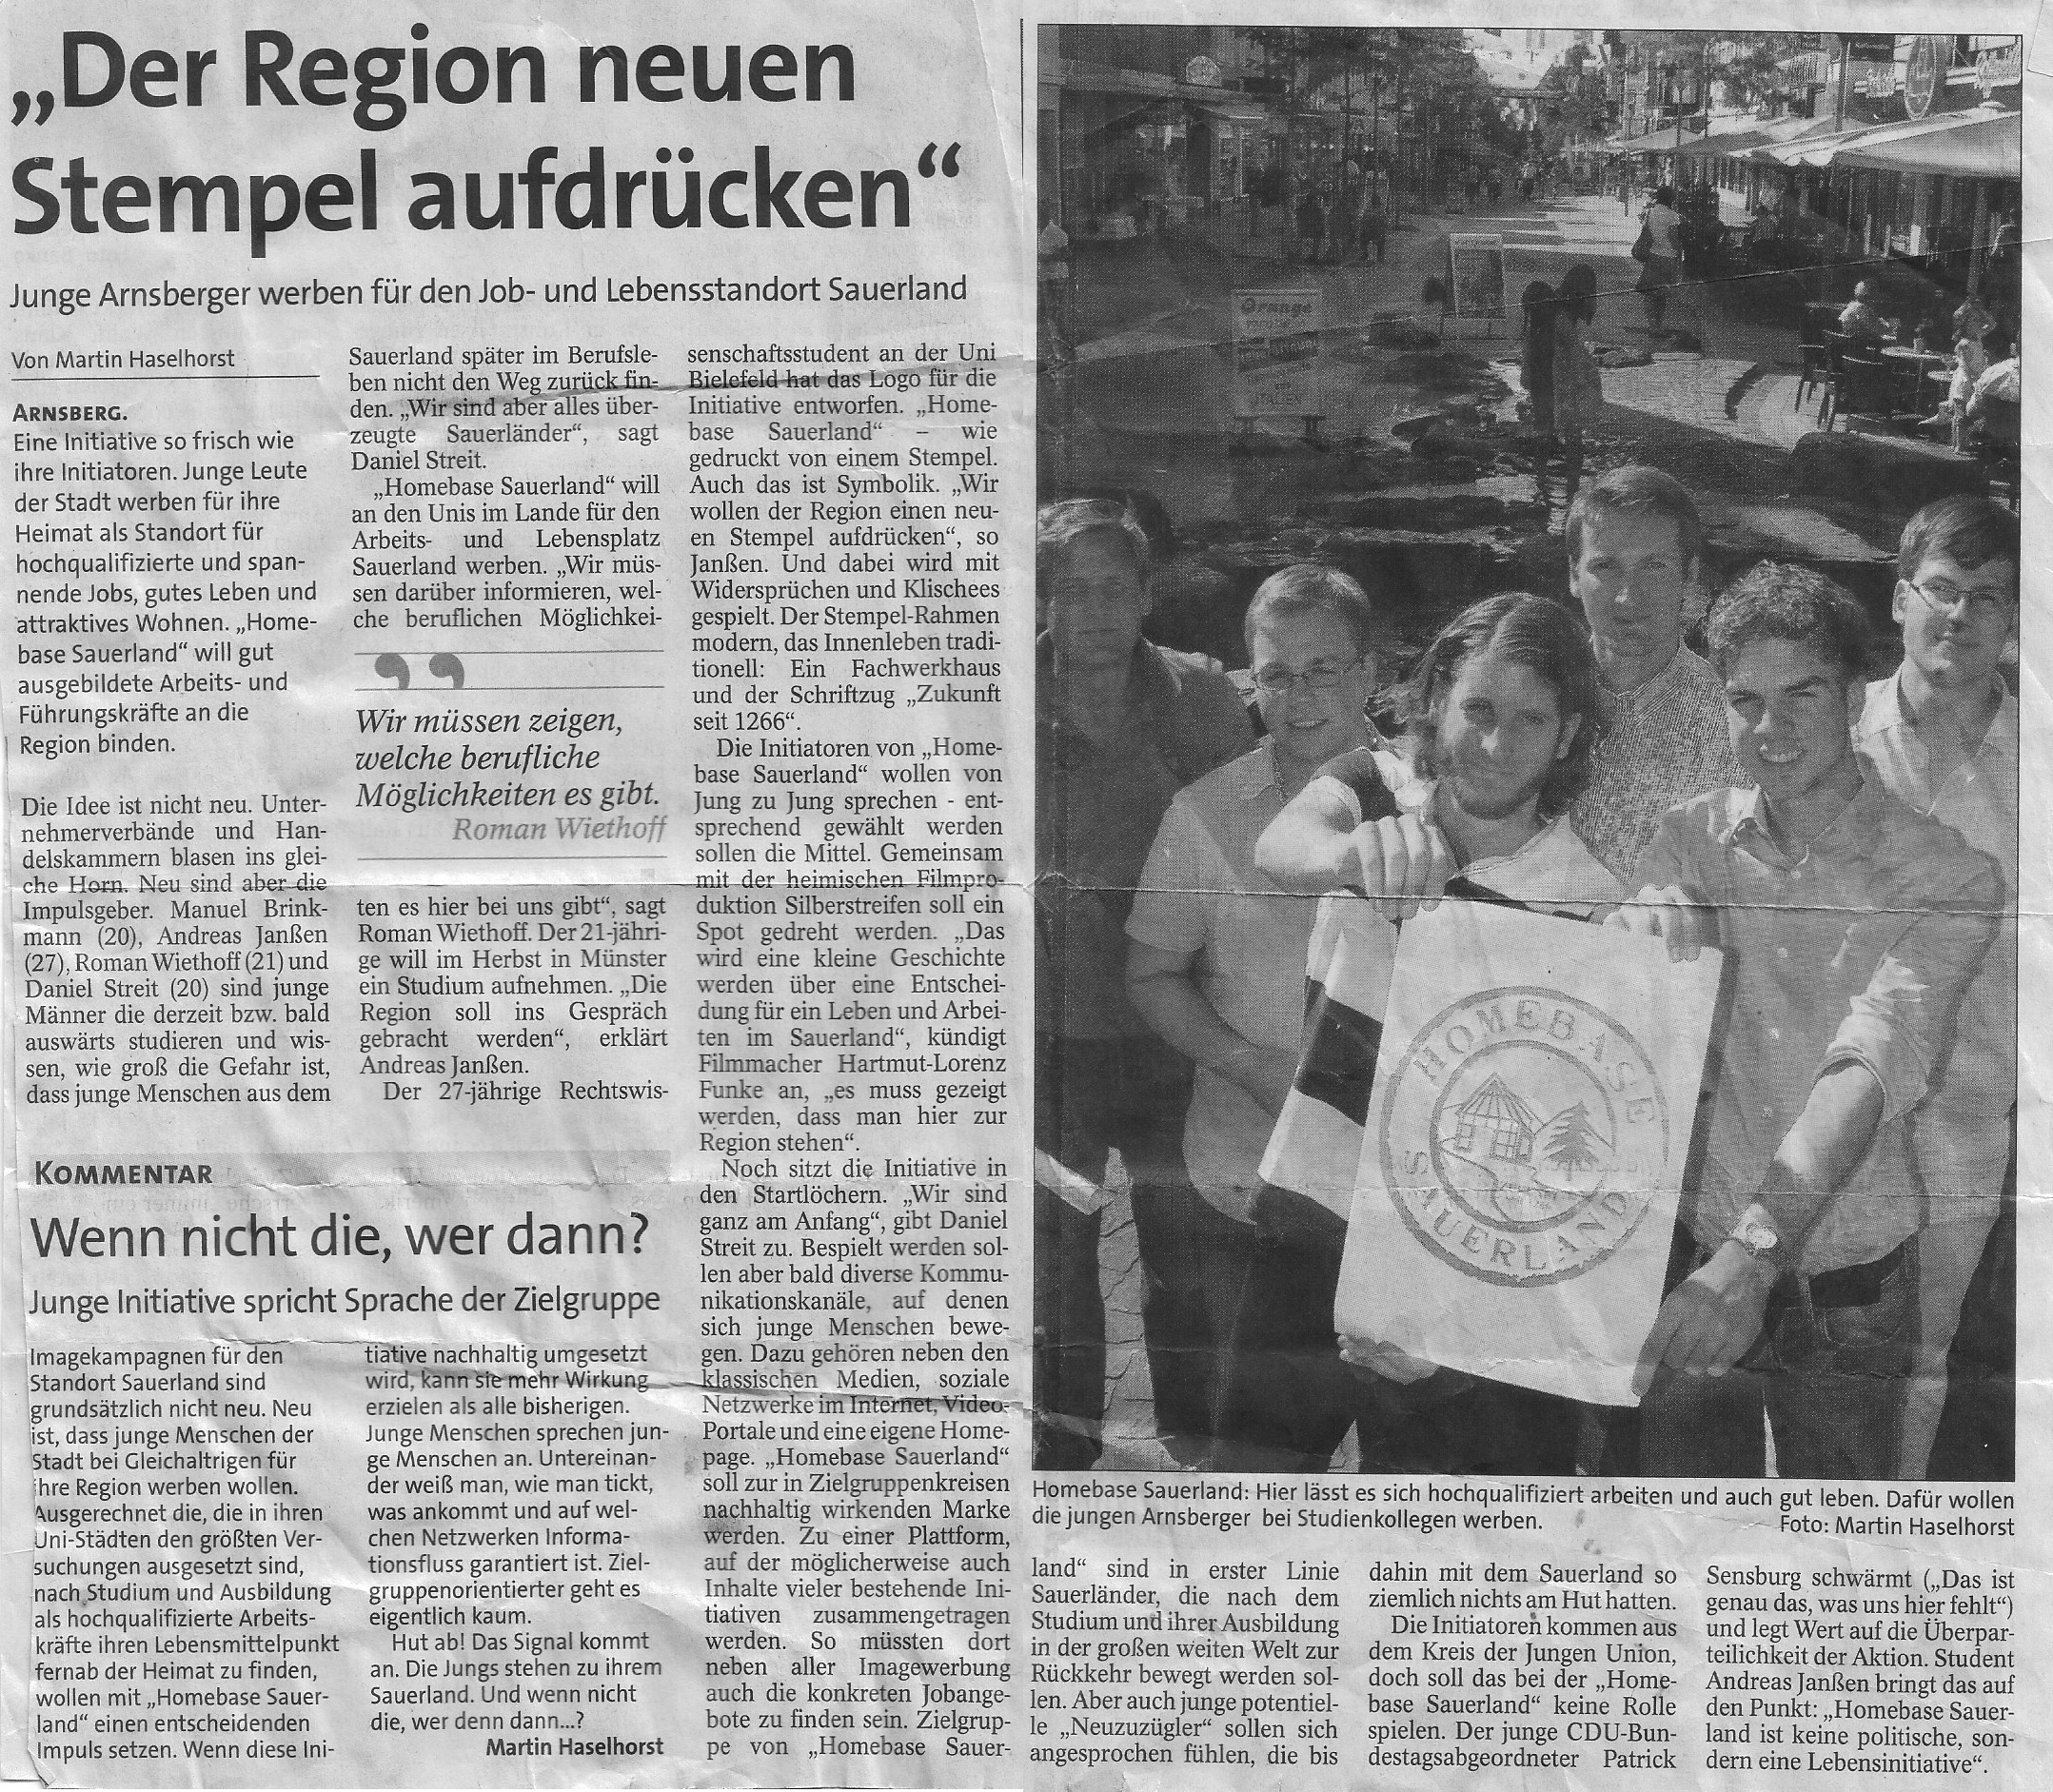 „Der Region neuen
Stempel aufdrücken“
Junge Arnsberger werben für den Job- und Lebensstandort Sauerland
Von Martin Haselhorst
ARNSBERG.
Eine Initiative so frisch wie
ihre Initiatoren. Junge Leute
der Stadt werben für ihre
Heimat als Standort für
hochqualifizierte und span-
nende Jobs, gutes Leben und
attraktives Wohnen. „Home-
base Sauerland“ will gut
ausgebildete Arbeits- und
Führungskräfte an die
Region binden.
Die Idee ist nicht neu. Unter-
nehmerverbände und Han-
delskammern blasen ins glei-
che Horn. Neu sind aber die
Impulsgeber. Manuel Brink-
mann (20), Andreas Janßen
(27), Roman Wiethoff (21) und
Daniel Streit (20) sind junge
Männer die derzeit bzw. bald
auswärts studieren und wis-
sen, wie groß die Gefahr ist,
dass junge Menschen aus dem
Sauerland später im Berufsle-
ben nicht den Weg zurück fin-
den. „Wir sind aber alles über-
zeugte Sauerländer“, sagt
Daniel Streit.
„Homebase Sauerland“ will
an den Unis im Lande für den
Arbeits- und Lebensplatz
Sauerland werben. „Wir müs-
sen darüber informieren, wel-
che beruflichen Möglichkei-
Wir müssen zeigen,
welche berufliche
Möglichkeiten es gibt.
Roman Wiethoff
ten es hier bei uns gibt“, sagt
Roman Wiethoff. Der 21-jähri-
ge will im Herbst in Münster
ein Studium aufnehmen. „Die
Region soll ins Gespräch
gebracht werden“, erklärt
Andreas Janßen.
Der 27-jährige Rechtswis-
senschaftsstudent an der Uni
Bielefeld hat das Logo für die
Initiative entworfen. „Home-
base Sauerland“ – wie
gedruckt von einem Stempel.
Auch das ist Symbolik. „Wir
wollen der Region einen neu-
en Stempel aufdrücken“, so
Janßen. Und dabei wird mit
Widersprüchen und Klischees
gespielt. Der Stempel-Rahmen
modern, das Innenleben tradi-
tionell: Ein Fachwerkhaus
und der Schriftzug „Zukunft
seit 1266“.
Die Initiatoren von „Home-
base Sauerland“ wollen von
Jung zu Jung sprechen - ent-
sprechend gewählt werden
sollen die Mittel. Gemeinsam
mit der heimischen Filmpro-
duktion Silberstreifen soll ein
Spot gedreht werden. „Das
wird eine kleine Geschichte
werden über eine Entschei-
dung für ein Leben und Arbei-
ten im Sauerland“, kündigt
Filmmacher Hartmut-Lorenz
Funke an, „es muss gezeigt
werden, dass man hier zur
Region stehen“.
Noch sitzt die Initiative in
den Startlöchern. „Wir sind
ganz am Anfang“, gibt Daniel
Streit zu. Bespielt werden sol-
len aber bald diverse Kommu-
nikationskanäle, auf denen
sich junge Menschen bewe-
gen. Dazu gehören neben den
klassischen Medien, soziale
Netzwerke im Internet, Video-
Portale und eine eigene Home-
page. „Homebase Sauerland“
soll zur in Zielgruppenkreisen
nachhaltig wirkenden Marke
werden. Zu einer Plattform,
auf der möglicherweise auch
Inhalte vieler bestehende Ini-
tiativen zusammengetragen
werden. So müssten dort
neben aller Imagewerbung
auch die konkreten Jobange-
bote zu finden sein. Zielgrup-
pe von „Homebase Sauer-
land“ sind in erster Linie
Sauerländer, die nach dem
Studium und ihrer Ausbildung
in der großen weiten Welt zur
Rückkehr bewegt werden sol-
len. Aber auch junge potentiel-
le „Neuzuzügler“ sollen sich
angesprochen fühlen, die bis
dahin mit dem Sauerland so
ziemlich nichts am Hut hatten.
Die Initiatoren kommen aus
dem Kreis der Jungen Union,
doch soll das bei der „Home-
base Sauerland“ keine Rolle
spielen. Der junge CDU-Bun-
destagsabgeordneter Patrick
Sensburg schwärmt („Das ist
genau das, was uns hier fehlt“)
und legt Wert auf die Überpar-
teilichkeit der Aktion. Student
Andreas Janßen bringt das auf
den Punkt: „Homebase Sauer-
land ist keine politische, son-
dern eine Lebensinitiative“.
Orange
HOMEBASE
SAUERLAND
Homebase Sauerland: Hier lässt es sich hochqualifiziert arbeiten und auch gut leben. Dafür wollen
die jungen Arnsberger bei Studienkollegen werben.
Foto: Martin Haselhorst
KOMMENTAR
Wenn nicht die, wer dann?
Junge Initiative spricht Sprache der Zielgruppe
Imagekampagnen für den
Standort Sauerland sind
grundsätzlich nicht neu. Neu
ist, dass junge Menschen der
Stadt bei Gleichaltrigen für
ihre Region werben wollen.
Ausgerechnet die, die in ihren
Uni-Städten den größten Ver-
suchungen ausgesetzt sind,
nach Studium und Ausbildung
als hochqualifizierte Arbeits-
kräfte ihren Lebensmittelpunkt
fernab der Heimat zu finden,
wollen mit „Homebase Sauer-
land“ einen entscheidenden
Impuls setzen. Wenn diese Ini-
tiative nachhaltig umgesetzt
wird, kann sie mehr Wirkung
erzielen als alle bisherigen.
Junge Menschen sprechen jun-
ge Menschen an. Untereinan-
der weiß man, wie man tickt,
was ankommt und auf wel-
chen Netzwerken Informa-
tionsfluss garantiert ist. Ziel-
gruppenorientierter geht es
eigentlich kaum.
Hut ab! Das Signal kommt
an. Die Jungs stehen zu ihrem
Sauerland. Und wenn nicht
die, wer denn dann...?
Martin Haselhorst